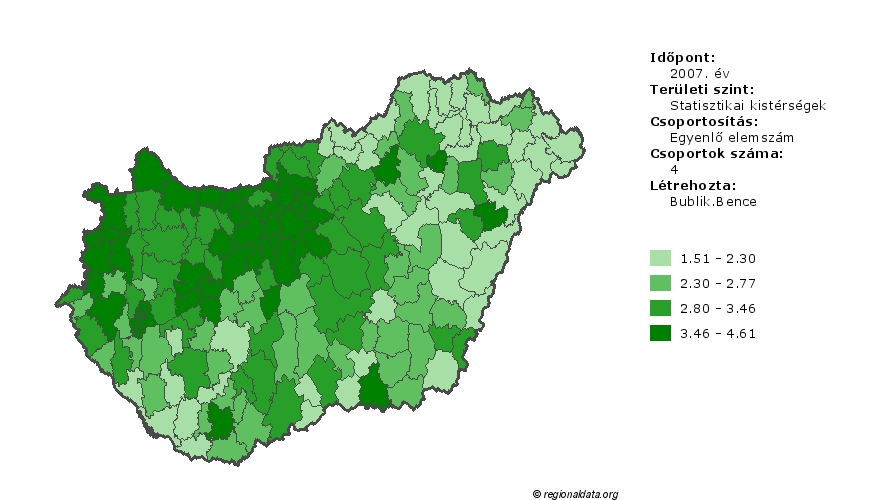 Időpont:
2007. év
Területi szint:
Statisztikai kistérségek
Csoportosítás:
Egyenlő elemszám
Csoportok száma:
4
Létrehozta:
Bublik.Bence
1.51 - 2.30
2.30 - 2.77
2.80 - 3.46
3.46 - 4.61
© regionaldata.org